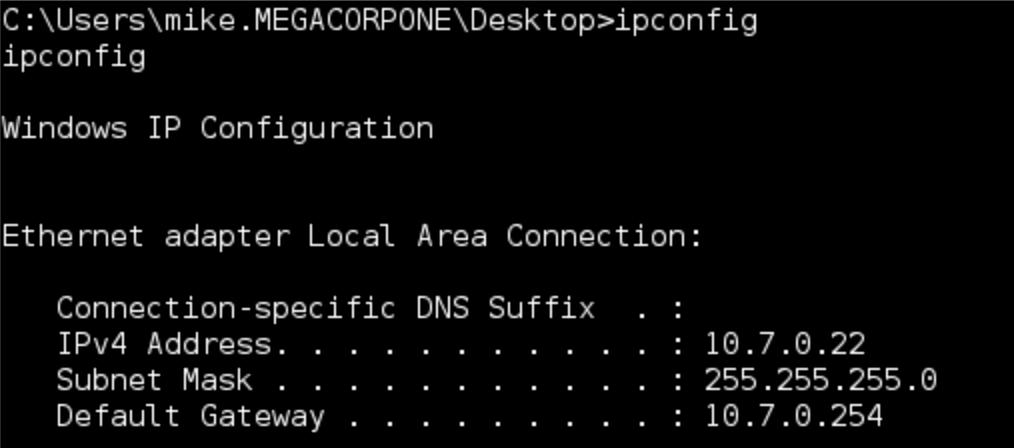 C:\Users\mike.MEGACORPONE\Desktop>ipconfig
ipconfig
Windows IP Configuration
Ethernet adapter Local Area Connection:
Connection-specific DNS Suffix  . :
IPv4 Address. . . . . . . . . . . : 10.7.0.22
Subnet Mask . . . . . . . . . . . : 255.255.255.0
Default Gateway . . . . . . . . . : 10.7.0.254